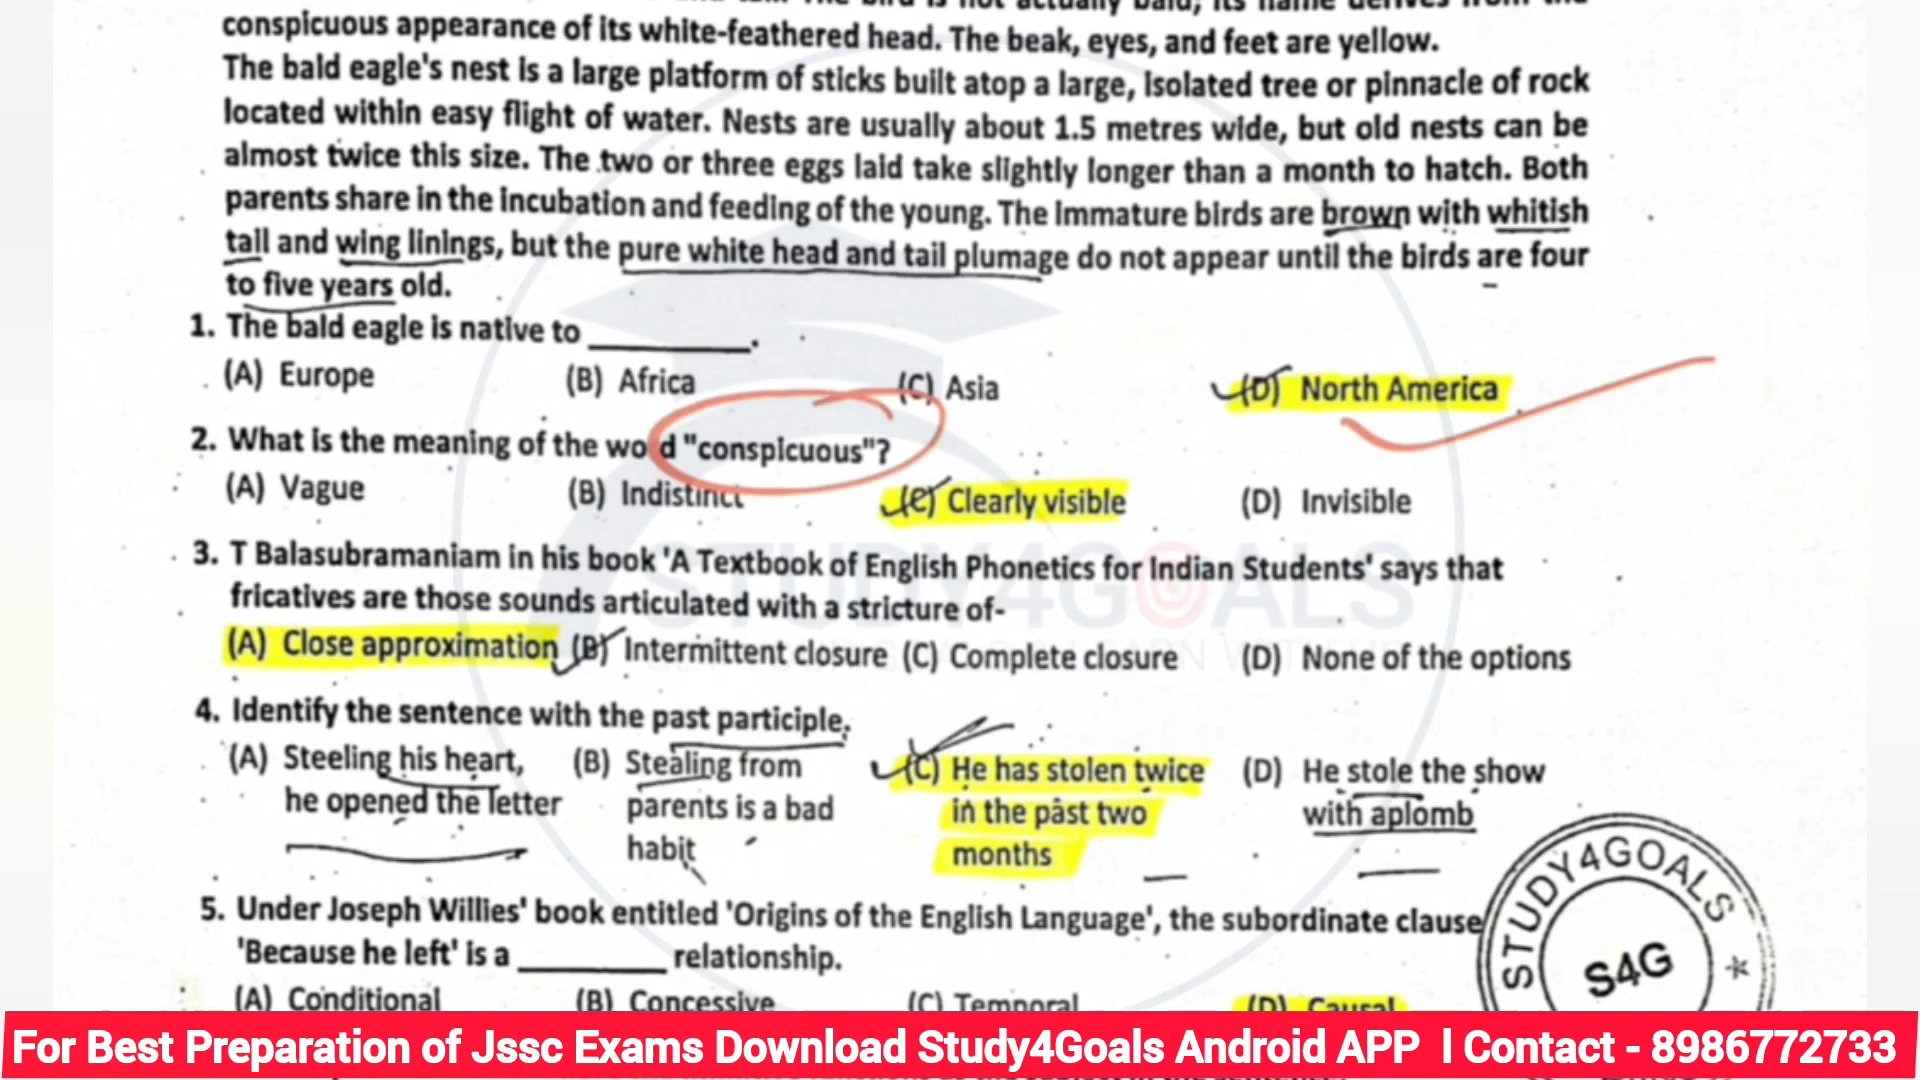 conspicuous appearance of its white-feathered head. The beak, eyes, and feet are yellow.
The bald eagle's nest is a large platform of sticks built atop a large, isolated tree or pinnacle of rock
located within easy flight of water. Nests are usually about 1.5 metres wide, but old nests can be
almost twice this size. The two or three eggs laid take slightly longer than a month to hatch. Both
parents share in the incubation and feeding of the young. The immature birds are brown with whitish
tail and wing linings, but the pure white head and tail plumage do not appear until the birds are four
to five years old.
1. The bald eagle is native to __________.
(A) Europe (B) Africa (C) Asia (D) North America
2. What is the meaning of the word "conspicuous"?
(A) Vague (B) Indistinct (C) Clearly visible (D) Invisible
3. T Balasubramaniam in his book 'A Textbook of English Phonetics for Indian Students' says that
fricatives are those sounds articulated with a stricture of-
(A) Close approximation (B) Intermittent closure (C) Complete closure (D) None of the options
4. Identify the sentence with the past participle.
(A) Steeling his heart, (B) Stealing from (C) He has stolen twice (D) He stole the show
he opened the letter parents is a bad in the past two with aplomb
habit months
5. Under Joseph Willies' book entitled 'Origins of the English Language', the subordinate clause
'Because he left' is a __________ relationship.
(A) Conditional (B) Concessive (C) Temporal (D) Causal
STUDY4GOALS
STUDY4GOALS
S4G
For Best Preparation of Jssc Exams Download Study4Goals Android APP | Contact - 8986772733